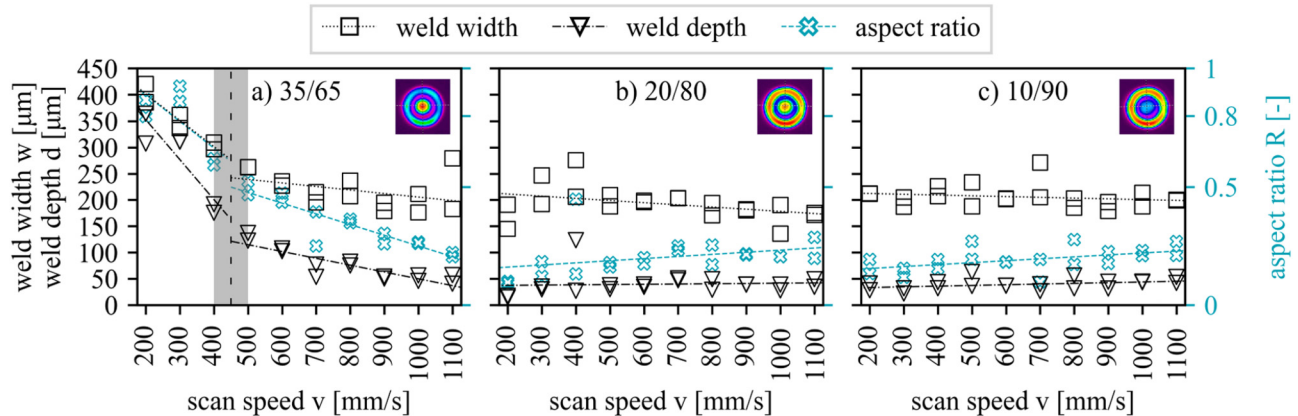 weld width weld depth aspect ratio
a) 35/65 b) 20/80 c) 10/90
weld width w [µm]
weld depth d [µm]
450
400
350
300
250
200
150
100
50
0
1
0.8
0.5
0
aspect ratio R [-]
200 300 400 500 600 700 800 900 1000 1100
200 300 400 500 600 700 800 900 1000 1100
200 300 400 500 600 700 800 900 1000 1100
scan speed v [mm/s] scan speed v [mm/s] scan speed v [mm/s]